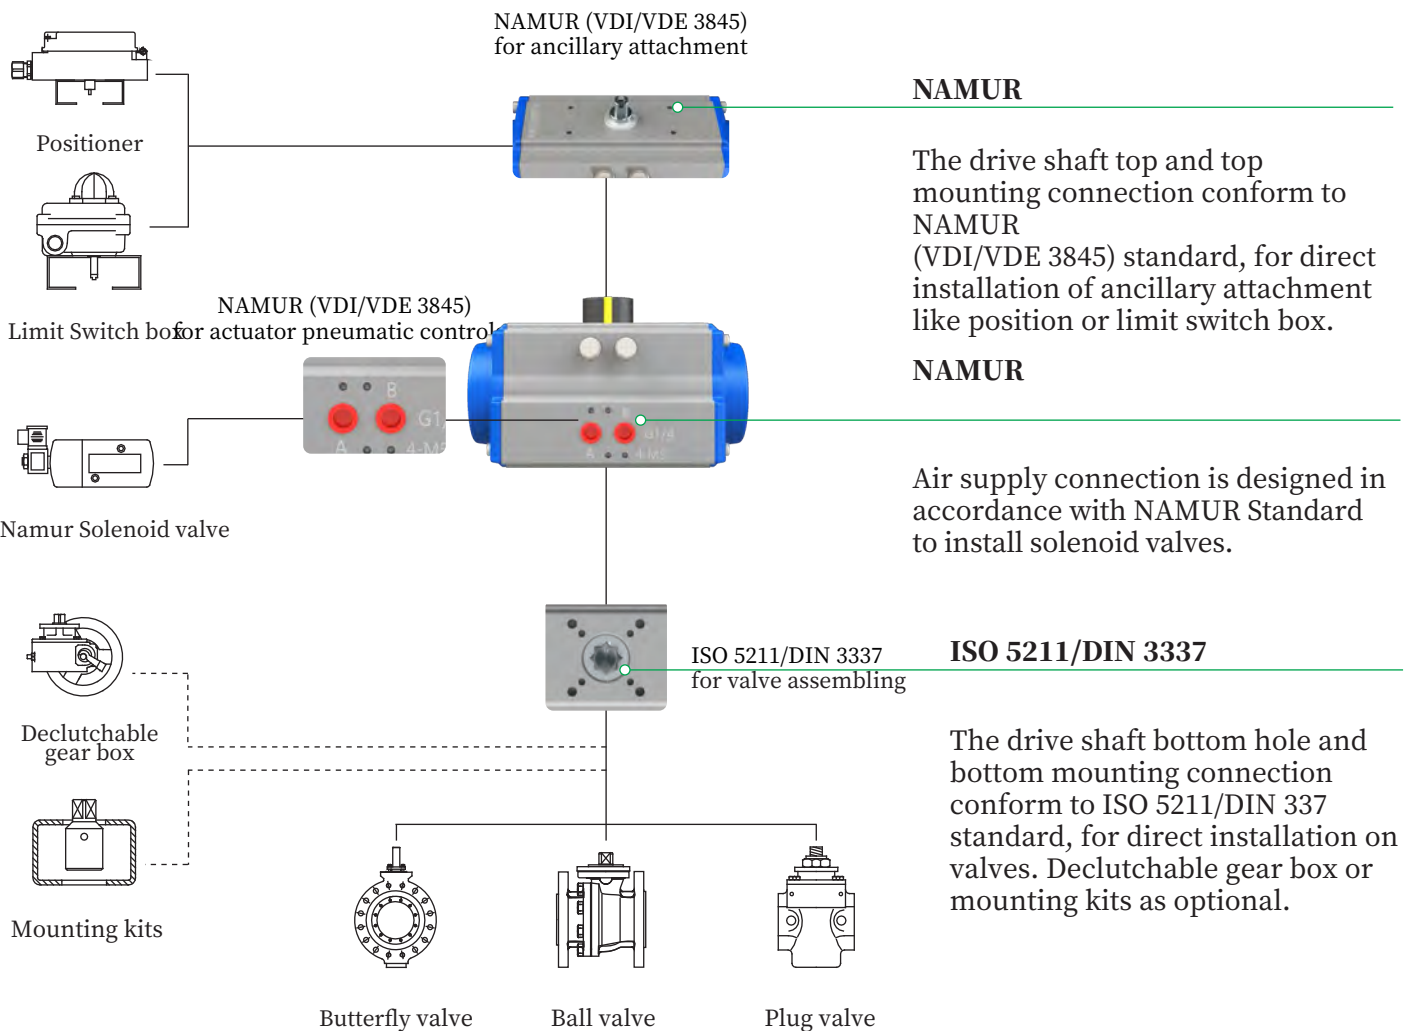 NAMUR (VDI/VDE 3845)
for ancillary attachment
Positioner
Limit Switch box
NAMUR (VDI/VDE 3845)
for actuator pneumatic control
B
G1/
A
4-M5
G1/4
A
4-M5
Namur Solenoid valve
Declutchable
gear box
Mounting kits
ISO 5211/DIN 3337
for valve assembling
Butterfly valve
Ball valve
Plug valve
NAMUR
The drive shaft top and top
mounting connection conform to
NAMUR
(VDI/VDE 3845) standard, for direct
installation of ancillary attachment
like position or limit switch box.
NAMUR
Air supply connection is designed in
accordance with NAMUR Standard
to install solenoid valves.
ISO 5211/DIN 3337
The drive shaft bottom hole and
bottom mounting connection
conform to ISO 5211/DIN 337
standard, for direct installation on
valves. Declutchable gear box or
mounting kits as optional.